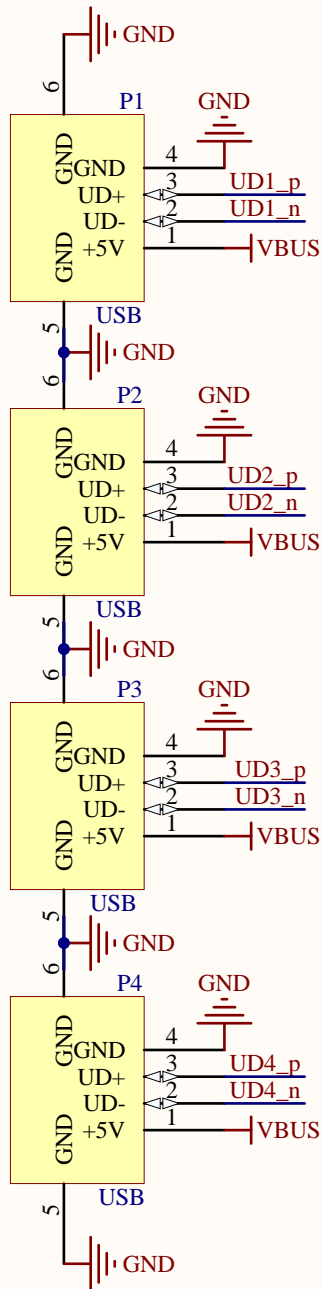 GND
6
P1
GND
GND
GND
4
UD+
3
UD1_p
UD-
2
UD1_n
GND
+5V
1
VBUS
5
USB
GND
6
P2
GND
GND
GND
4
UD+
3
UD2_p
UD-
2
UD2_n
GND
+5V
1
VBUS
5
USB
GND
6
P3
GND
GND
GND
4
UD+
3
UD3_p
UD-
2
UD3_n
GND
+5V
1
VBUS
5
USB
GND
6
P4
GND
GND
GND
4
UD+
3
UD4_p
UD-
2
UD4_n
GND
+5V
1
VBUS
5
USB
GND